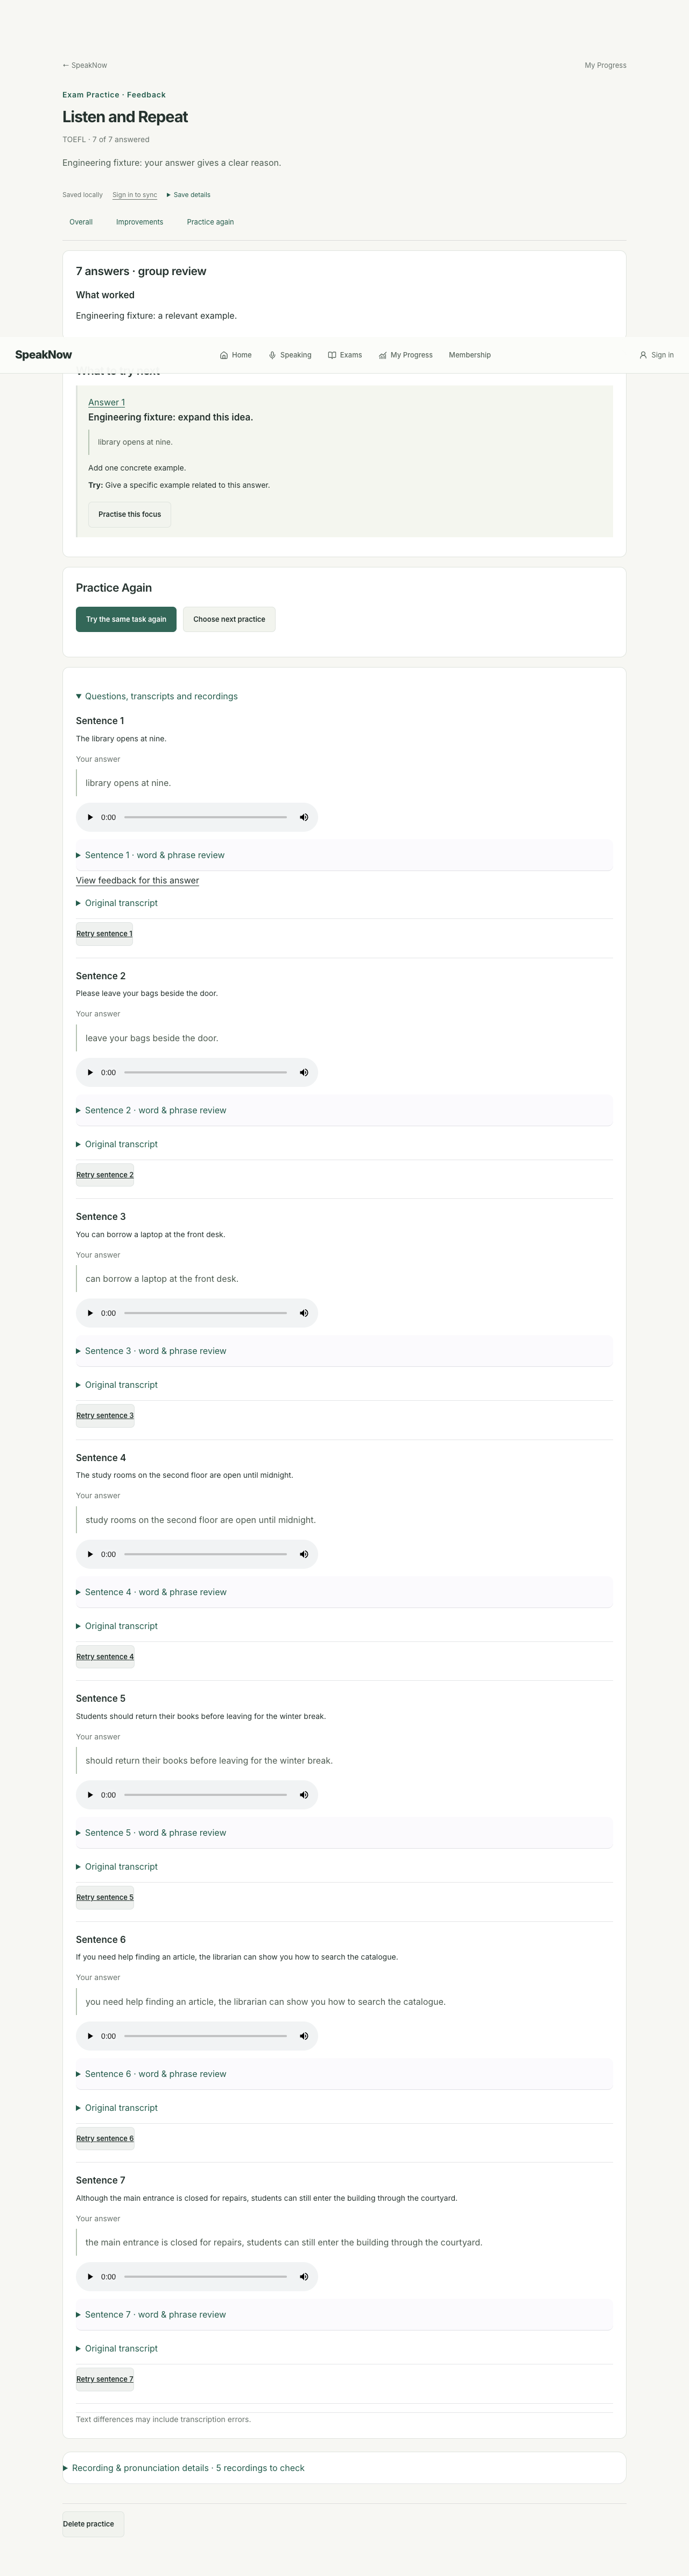 ← SpeakNow
My Progress
Exam Practice · Feedback
Listen and Repeat
TOEFL · 7 of 7 answered
Engineering fixture: your answer gives a clear reason.
Saved locally Sign in to sync ▶ Save details
Overall Improvements Practice again
7 answers · group review
What worked
Engineering fixture: a relevant example.
SpeakNow Home Speaking Exams My Progress Membership Sign in
What to try next
Answer 1
Engineering fixture: expand this idea.
library opens at nine.
Add one concrete example.
Try: Give a specific example related to this answer.
Practise this focus
Practice Again
Try the same task again Choose next practice
▼ Questions, transcripts and recordings
Sentence 1
The library opens at nine.
Your answer
library opens at nine.
0:00
▶ Sentence 1 · word & phrase review
View feedback for this answer
▶ Original transcript
Retry sentence 1
Sentence 2
Please leave your bags beside the door.
Your answer
leave your bags beside the door.
0:00
▶ Sentence 2 · word & phrase review
▶ Original transcript
Retry sentence 2
Sentence 3
You can borrow a laptop at the front desk.
Your answer
can borrow a laptop at the front desk.
0:00
▶ Sentence 3 · word & phrase review
▶ Original transcript
Retry sentence 3
Sentence 4
The study rooms on the second floor are open until midnight.
Your answer
study rooms on the second floor are open until midnight.
0:00
▶ Sentence 4 · word & phrase review
▶ Original transcript
Retry sentence 4
Sentence 5
Students should return their books before leaving for the winter break.
Your answer
should return their books before leaving for the winter break.
0:00
▶ Sentence 5 · word & phrase review
▶ Original transcript
Retry sentence 5
Sentence 6
If you need help finding an article, the librarian can show you how to search the catalogue.
Your answer
you need help finding an article, the librarian can show you how to search the catalogue.
0:00
▶ Sentence 6 · word & phrase review
▶ Original transcript
Retry sentence 6
Sentence 7
Although the main entrance is closed for repairs, students can still enter the building through the courtyard.
Your answer
the main entrance is closed for repairs, students can still enter the building through the courtyard.
0:00
▶ Sentence 7 · word & phrase review
▶ Original transcript
Retry sentence 7
Text differences may include transcription errors.
▶ Recording & pronunciation details · 5 recordings to check
Delete practice